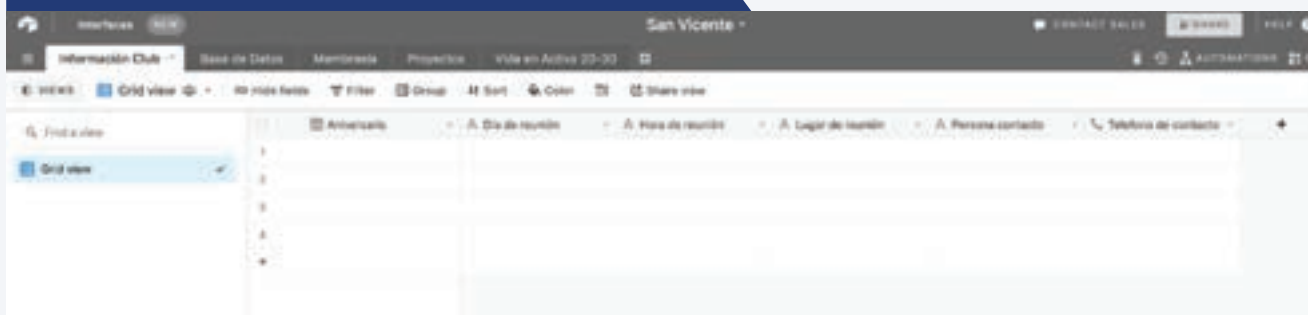 Interfaces NEW San Vicente CONTACT SALES SHARE HELP
Información Club Base de Datos Membresía Proyectos Vida en Activo 20-30 AUTOMATIONS
VIEWS Grid view Hide fields Filter Group Sort Color Share view
Find a view Aniversario Día de reunión Hora de reunión Lugar de reunión Persona contacto Teléfono de contacto
1
Grid view
2
3
4